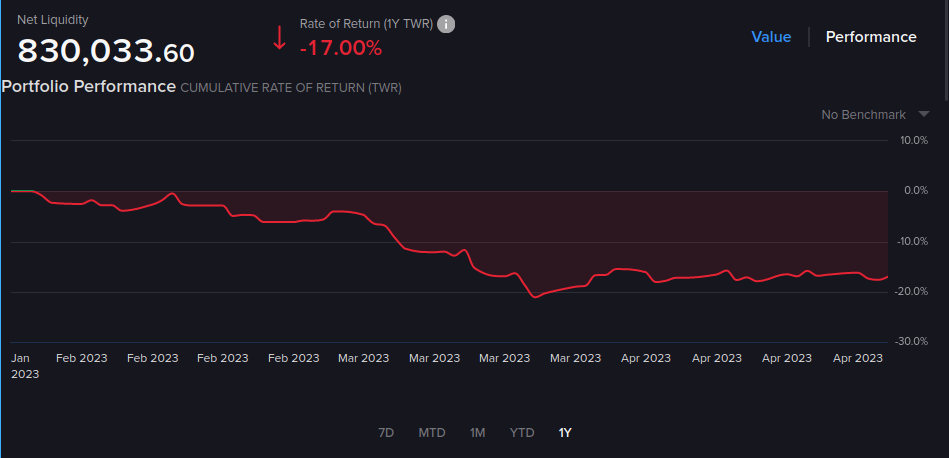 Net Liquidity
830,033.60
Rate of Return (1Y TWR) i
-17.00%
Value
Performance
Portfolio Performance CUMULATIVE RATE OF RETURN (TWR)
No Benchmark
10.0%
0.0%
-10.0%
-20.0%
-30.0%
Jan 2023
Feb 2023
Feb 2023
Feb 2023
Feb 2023
Mar 2023
Mar 2023
Mar 2023
Mar 2023
Apr 2023
Apr 2023
Apr 2023
Apr 2023
7D MTD 1M YTD 1Y